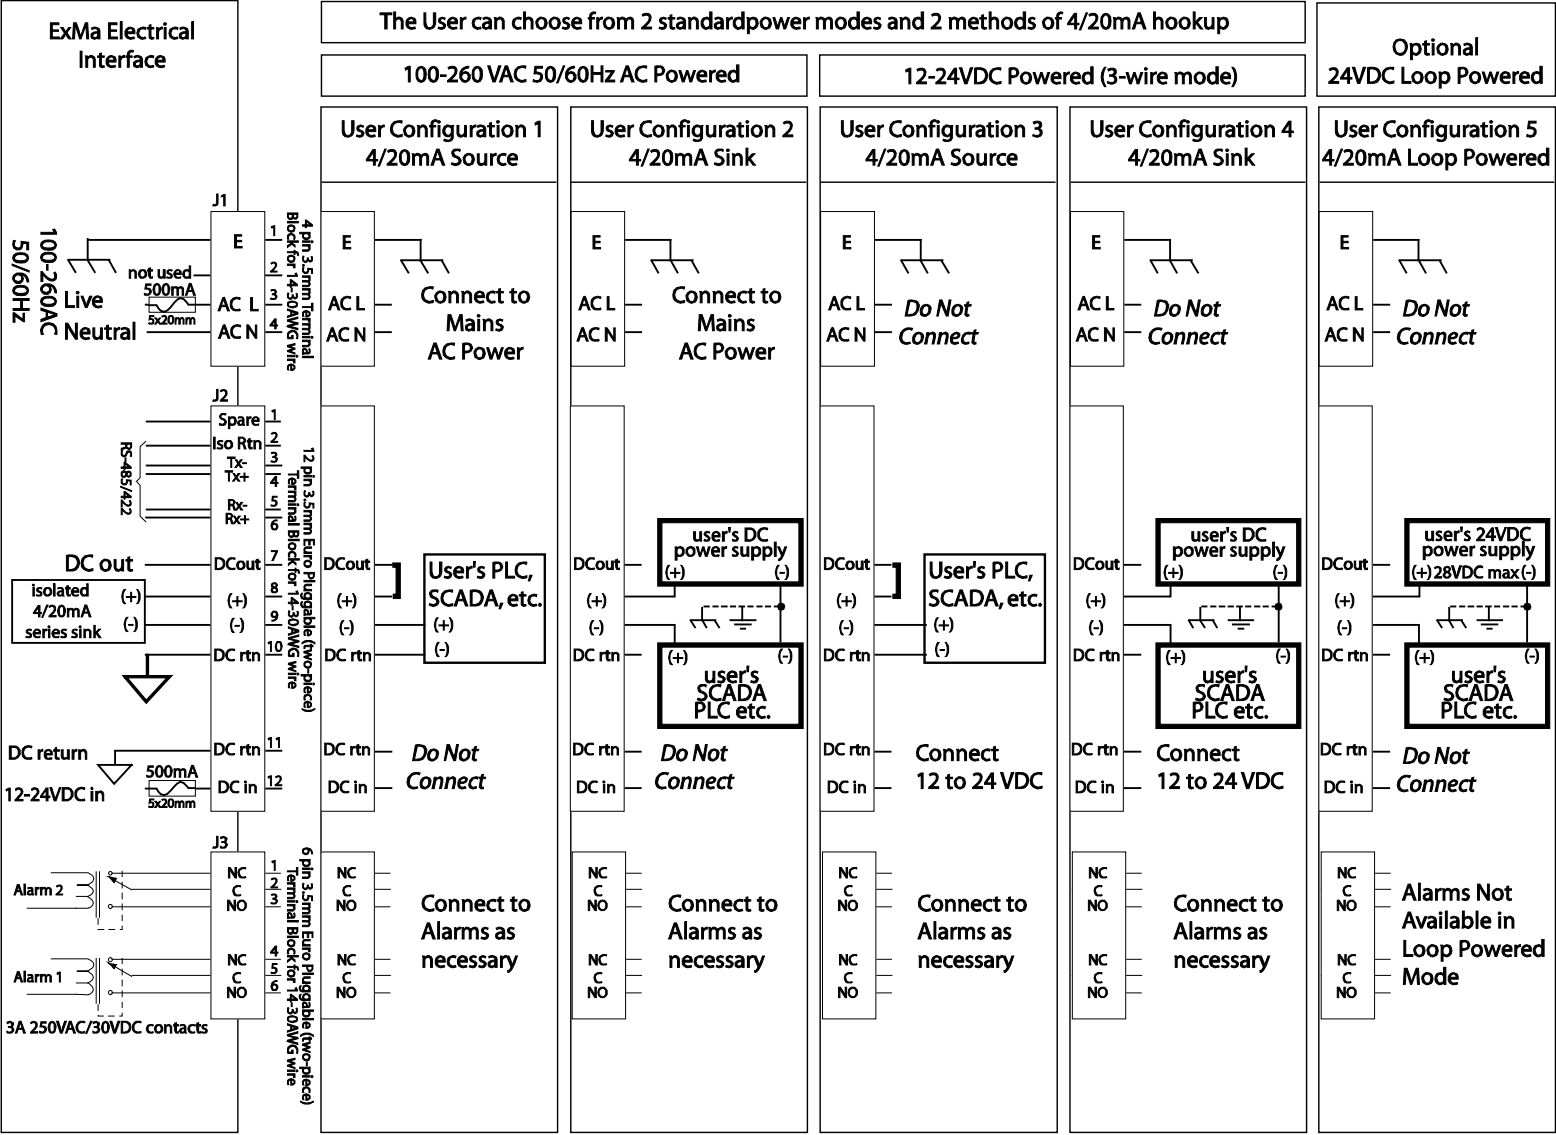 ExMa Electrical
Interface
The User can choose from 2 standardpower modes and 2 methods of 4/20mA hookup
100-260 VAC 50/60Hz AC Powered
12-24VDC Powered (3-wire mode)
Optional
24VDC Loop Powered
J1
100-260AC
50/60Hz
Live
Neutral
not used
500mA
5x20mm
E
AC L
AC N
1
2
3
4
4 pin 3.5mm Terminal
Block for 14-30AWG wire
J2
RS-485/422
Spare
Iso Rtn
Tx-
Tx+
Rx-
Rx+
DCout
(+)
(-)
DC rtn
DC rtn
DC in
1
2
3
4
5
6
7
8
9
10
11
12
12 pin 3.5mm Euro Pluggable (two-piece)
Terminal Block for 14-30AWG wire
DC out
isolated
4/20mA
series sink
(+)
(-)
DC return
500mA
5x20mm
12-24VDC in
J3
Alarm 2
Alarm 1
3A 250VAC/30VDC contacts
NC
C
NO
NC
C
NO
1
2
3
4
5
6
6 pin 3.5mm Euro Pluggable (two-piece)
Terminal Block for 14-30AWG wire
User Configuration 1
4/20mA Source
E
AC L
AC N
Connect to
Mains
AC Power
DCout
(+)
(-)
DC rtn
User's PLC,
SCADA, etc.
(+)
(-)
DC rtn
DC in
Do Not
Connect
NC
C
NO
NC
C
NO
Connect to
Alarms as
necessary
User Configuration 2
4/20mA Sink
E
AC L
AC N
Connect to
Mains
AC Power
user's DC
power supply
(+) (-)
DCout
(+)
(-)
DC rtn
(+) (-)
user's
SCADA
PLC etc.
DC rtn
DC in
Do Not
Connect
NC
C
NO
NC
C
NO
Connect to
Alarms as
necessary
User Configuration 3
4/20mA Source
E
AC L
AC N
Do Not
Connect
DCout
(+)
(-)
DC rtn
User's PLC,
SCADA, etc.
(+)
(-)
DC rtn
DC in
Connect
12 to 24 VDC
NC
C
NO
NC
C
NO
Connect to
Alarms as
necessary
User Configuration 4
4/20mA Sink
E
AC L
AC N
Do Not
Connect
user's DC
power supply
(+) (-)
DCout
(+)
(-)
DC rtn
(+) (-)
user's
SCADA
PLC etc.
DC rtn
DC in
Connect
12 to 24 VDC
NC
C
NO
NC
C
NO
Connect to
Alarms as
necessary
User Configuration 5
4/20mA Loop Powered
E
AC L
AC N
Do Not
Connect
user's 24VDC
power supply
(+) 28VDC max (-)
DCout
(+)
(-)
DC rtn
(+) (-)
user's
SCADA
PLC etc.
DC rtn
DC in
Do Not
Connect
NC
C
NO
NC
C
NO
Alarms Not
Available in
Loop Powered
Mode